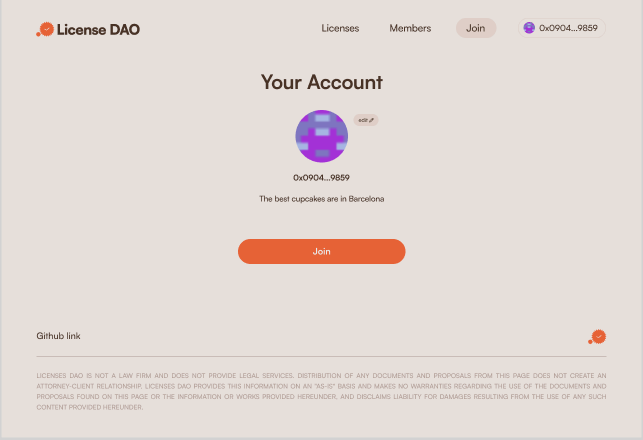 License DAO
Licenses
Members
Join
0x0904...9859
Your Account
edit
0x0904...9859
The best cupcakes are in Barcelona
Join
Github link
LICENSES DAO IS NOT A LAW FIRM AND DOES NOT PROVIDE LEGAL SERVICES. DISTRIBUTION OF ANY DOCUMENTS AND PROPOSALS FROM THIS PAGE DOES NOT CREATE AN
ATTORNEY-CLIENT RELATIONSHIP. LICENSES DAO PROVIDES THIS INFORMATION ON AN "AS-IS" BASIS AND MAKES NO WARRANTIES REGARDING THE USE OF THE DOCUMENTS AND
PROPOSALS FOUND ON THIS PAGE OR THE INFORMATION OR WORKS PROVIDED HEREUNDER, AND DISCLAIMS LIABILITY FOR DAMAGES RESULTING FROM THE USE OF ANY SUCH
CONTENT PROVIDED HEREUNDER.